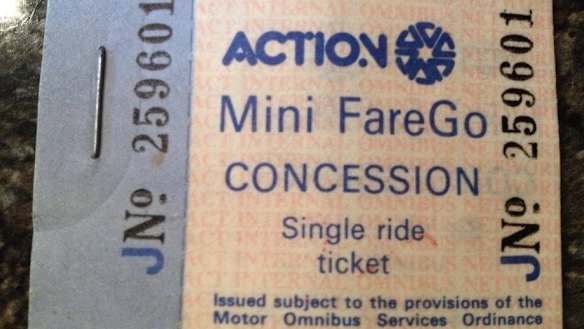 JNo 259601
ACTION
Mini FareGo
CONCESSION
Single ride
ticket
Issued subject to the provisions of the
Motor Omnibus Services Ordinance
JNo 259601